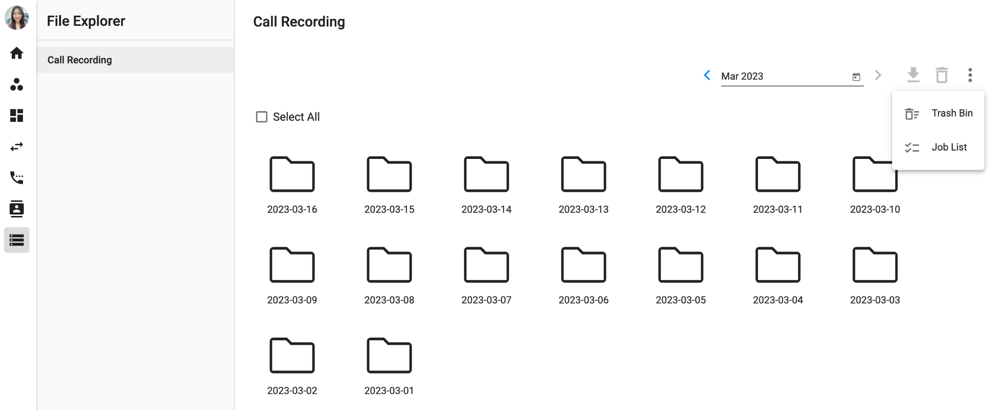 File Explorer
Call Recording
Call Recording
Mar 2023
Trash Bin
Job List
Select All
2023-03-16
2023-03-15
2023-03-14
2023-03-13
2023-03-12
2023-03-11
2023-03-10
2023-03-09
2023-03-08
2023-03-07
2023-03-06
2023-03-05
2023-03-04
2023-03-03
2023-03-02
2023-03-01